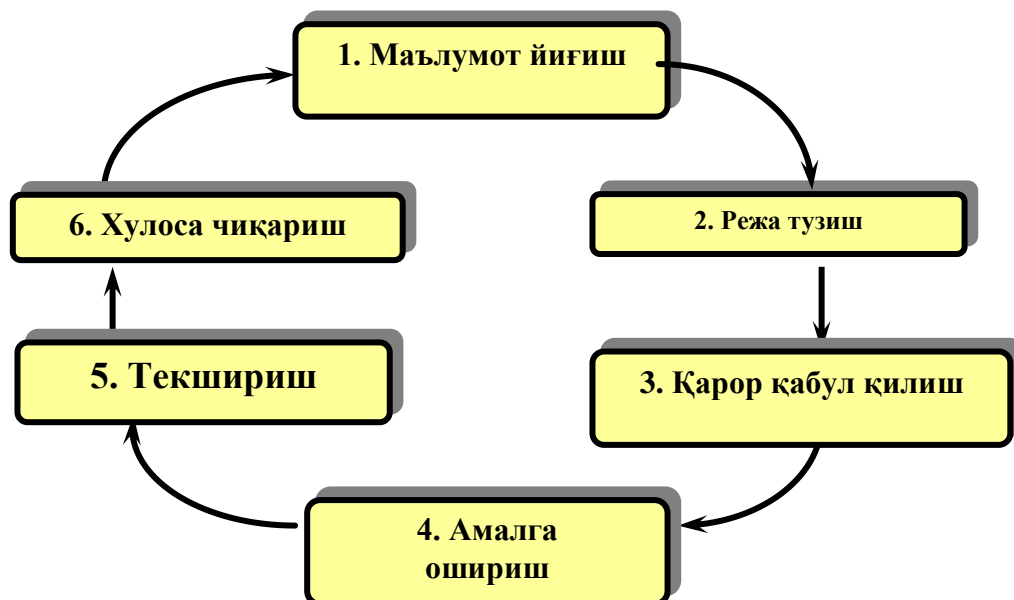 1. Маълумот йиғиш
2. Режа тузиш
3. Қарор қабул қилиш
4. Амалга
ошириш
5. Текшириш
6. Хулоса чиқариш